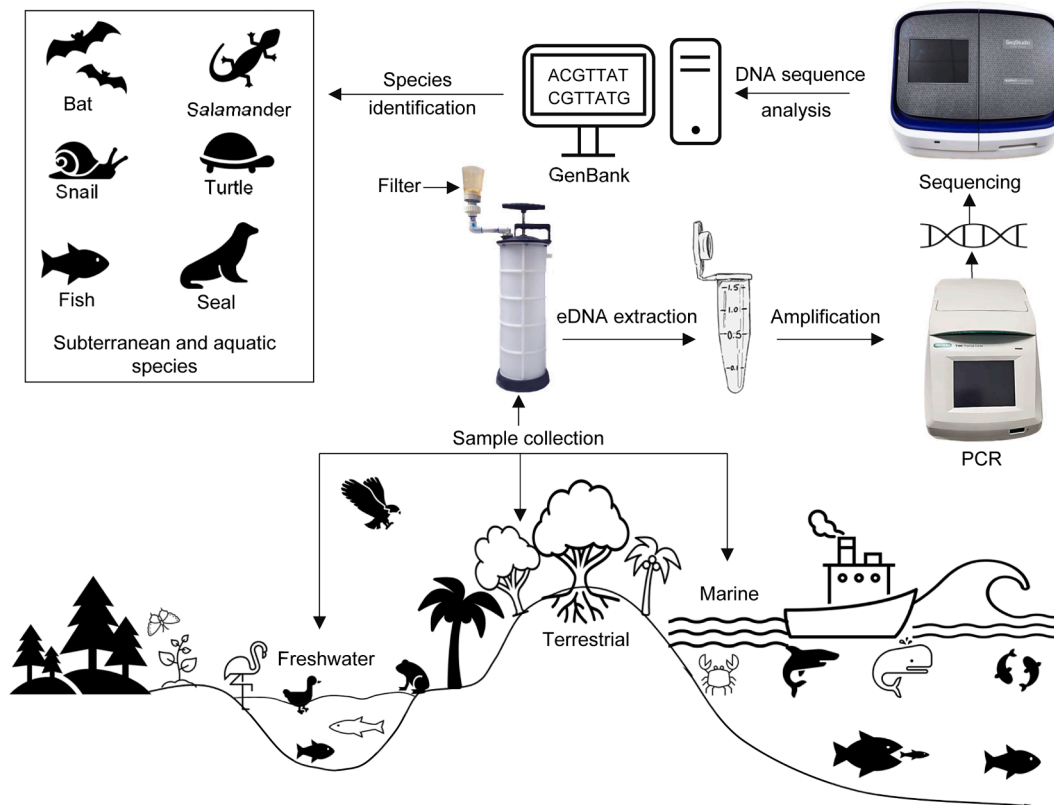 Bat
Salamander
Snail
Turtle
Fish
Seal
Subterranean and aquatic
species
Species
identification
ACGTTAT
CGTTATG
GenBank
DNA sequence
analysis
SeqStudio
Sequencing
Filter
eDNA extraction
1.5
1.0
0.5
0.1
Amplification
PCR
Sample collection
Freshwater
Terrestrial
Marine